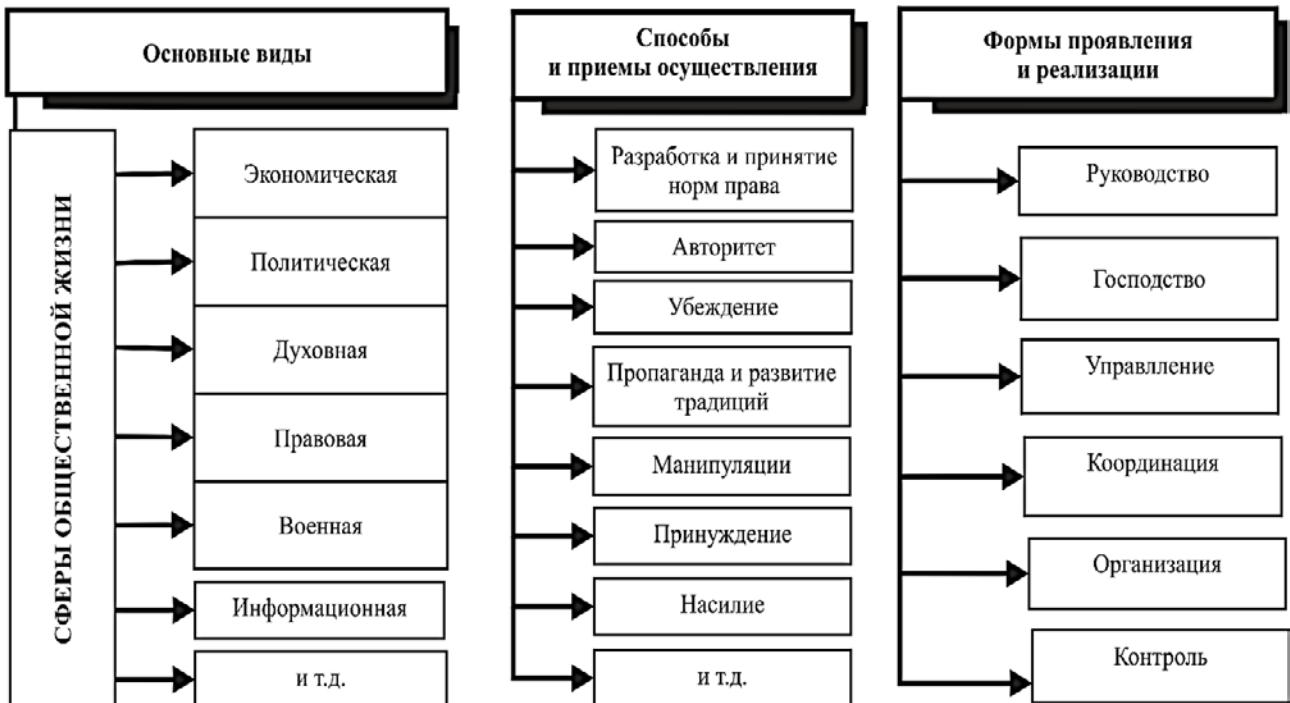 Основные виды
СФЕРЫ ОБЩЕСТВЕННОЙ ЖИЗНИ
Экономическая
Политическая
Духовная
Правовая
Военная
Информационная
и т.д.
Способы
и приемы осуществления
Разработка и принятие
норм права
Авторитет
Убеждение
Пропаганда и развитие
традиций
Манипуляции
Принуждение
Насилие
и т.д.
Формы проявления
и реализации
Руководство
Господство
Управлление
Координация
Организация
Контроль